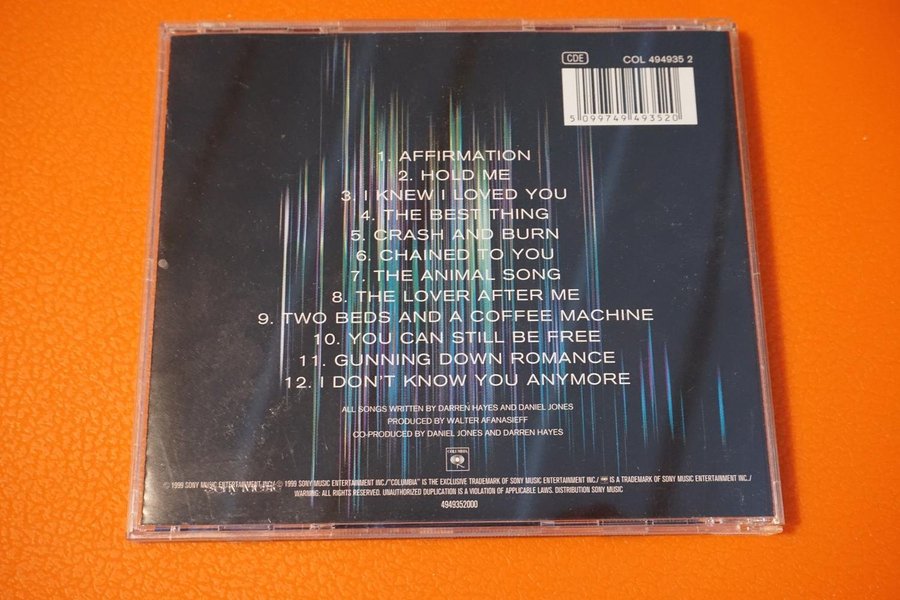 CDE
COL 494935 2
5 099749 493520
1. AFFIRMATION
2. HOLD ME
3. I KNEW I LOVED YOU
4. THE BEST THING
5. CRASH AND BURN
6. CHAINED TO YOU
7. THE ANIMAL SONG
8. THE LOVER AFTER ME
9. TWO BEDS AND A COFFEE MACHINE
10. YOU CAN STILL BE FREE
11. GUNNING DOWN ROMANCE
12. I DON'T KNOW YOU ANYMORE
ALL SONGS WRITTEN BY DARREN HAYES AND DANIEL JONES
PRODUCED BY WALTER AFANASIEFF
CO-PRODUCED BY DANIEL JONES AND DARREN HAYES
COLUMBIA
℗ 1999 SONY MUSIC ENTERTAINMENT INC./ © 1999 SONY MUSIC ENTERTAINMENT INC./"COLUMBIA" IS THE EXCLUSIVE TRADEMARK OF SONY MUSIC ENTERTAINMENT INC./ IS A TRADEMARK OF SONY MUSIC ENTERTAINMENT INC./
WARNING: ALL RIGHTS RESERVED. UNAUTHORIZED DUPLICATION IS A VIOLATION OF APPLICABLE LAWS. DISTRIBUTION SONY MUSIC
4949352000